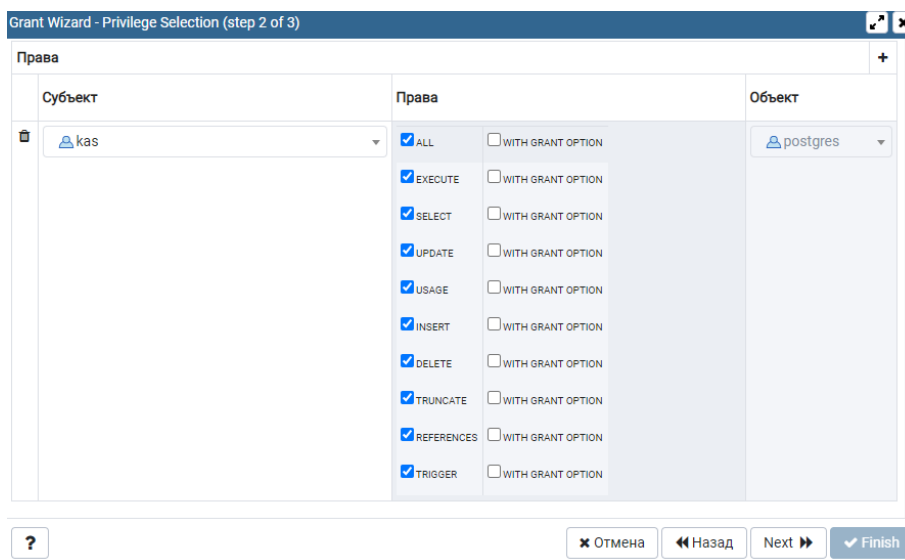 Grant Wizard - Privilege Selection (step 2 of 3)
Права
Субъект Права Объект
kas ALL WITH GRANT OPTION postgres
EXECUTE WITH GRANT OPTION
SELECT WITH GRANT OPTION
UPDATE WITH GRANT OPTION
USAGE WITH GRANT OPTION
INSERT WITH GRANT OPTION
DELETE WITH GRANT OPTION
TRUNCATE WITH GRANT OPTION
REFERENCES WITH GRANT OPTION
TRIGGER WITH GRANT OPTION
? Отмена Назад Next Finish